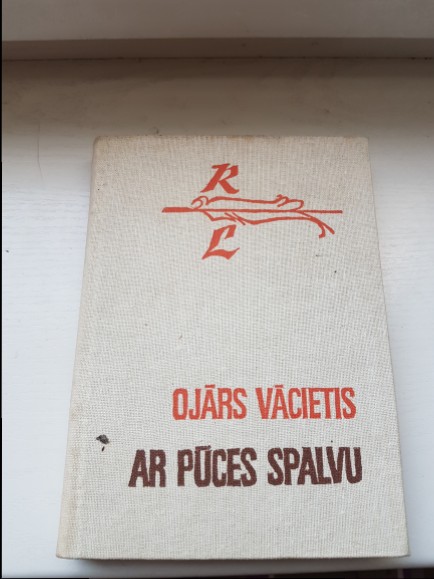 R
L
OJĀRS VĀCIETIS
AR PŪCES SPALVU